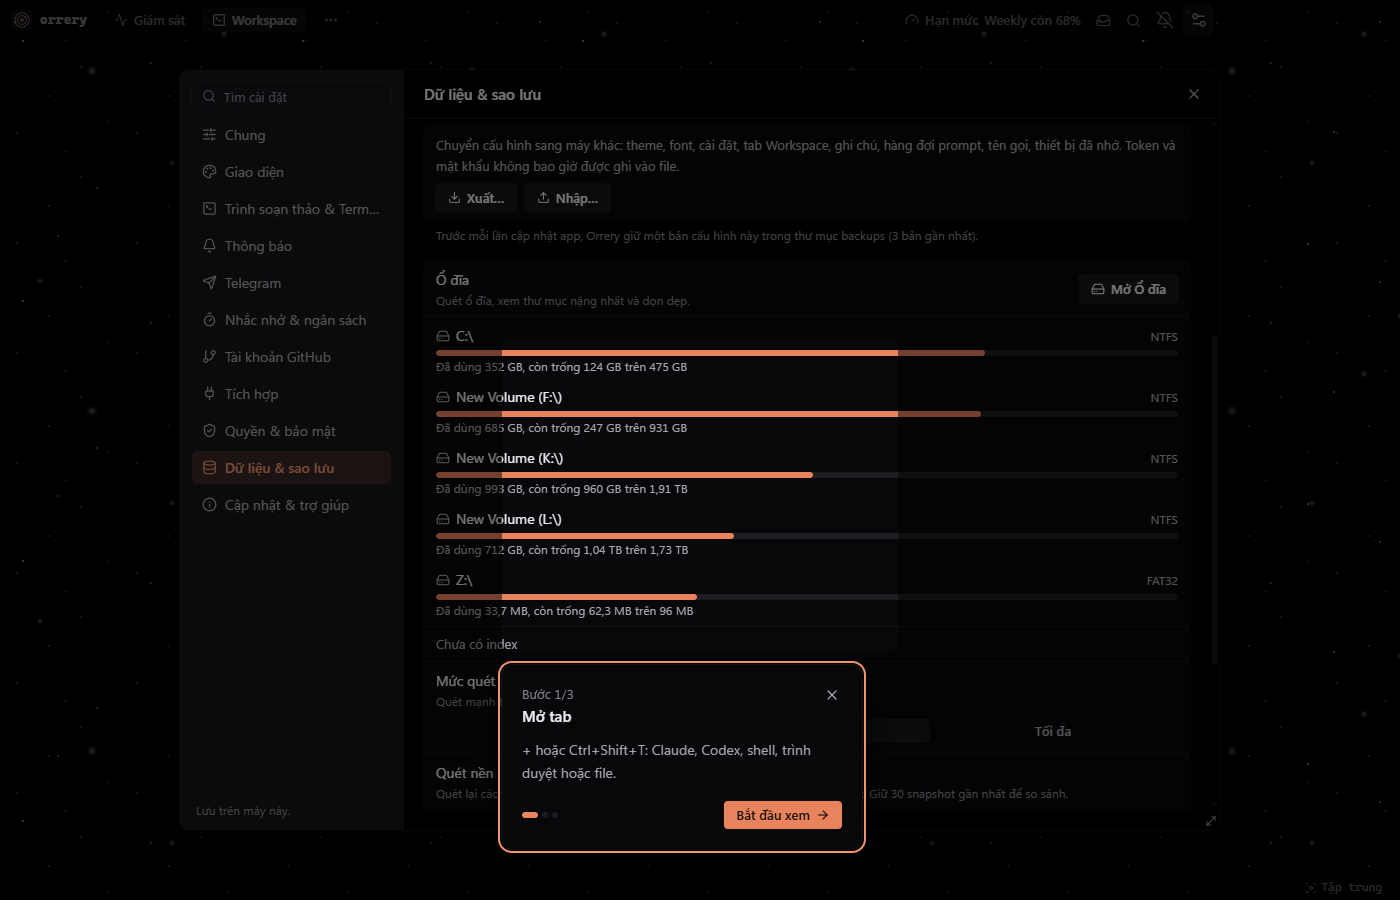 orrery
Giám sát
Workspace
Hạn mức Weekly còn 68%
Tìm cài đặt
Chung
Giao diện
Trình soạn thảo & Term...
Thông báo
Telegram
Nhắc nhở & ngân sách
Tài khoản GitHub
Tích hợp
Quyền & bảo mật
Dữ liệu & sao lưu
Cập nhật & trợ giúp
Lưu trên máy này.
Dữ liệu & sao lưu
Chuyển cấu hình sang máy khác: theme, font, cài đặt, tab Workspace, ghi chú, hàng đợi prompt, tên gọi, thiết bị đã nhớ. Token và
mật khẩu không bao giờ được ghi vào file.
Xuất...
Nhập...
Trước mỗi lần cập nhật app, Orrery giữ một bản cấu hình này trong thư mục backups (3 bản gần nhất).
Ổ đĩa
Quét ổ đĩa, xem thư mục nặng nhất và dọn dẹp.
Mở Ổ đĩa
C:\
NTFS
Đã dùng 352 GB, còn trống 124 GB trên 475 GB
New Volume (F:\)
NTFS
Đã dùng 685 GB, còn trống 247 GB trên 931 GB
New Volume (K:\)
NTFS
Đã dùng 993 GB, còn trống 960 GB trên 1,91 TB
New Volume (L:\)
NTFS
Đã dùng 712 GB, còn trống 1,04 TB trên 1,73 TB
Z:\
FAT32
Đã dùng 33,7 MB, còn trống 62,3 MB trên 96 MB
Chưa có index
Mức quét
Quét mạnh
Tối đa
Quét nền
Quét lại các
Giữ 30 snapshot gần nhất để so sánh.
Bước 1/3
Mở tab
+ hoặc Ctrl+Shift+T: Claude, Codex, shell, trình
duyệt hoặc file.
Bắt đầu xem
Tập trung